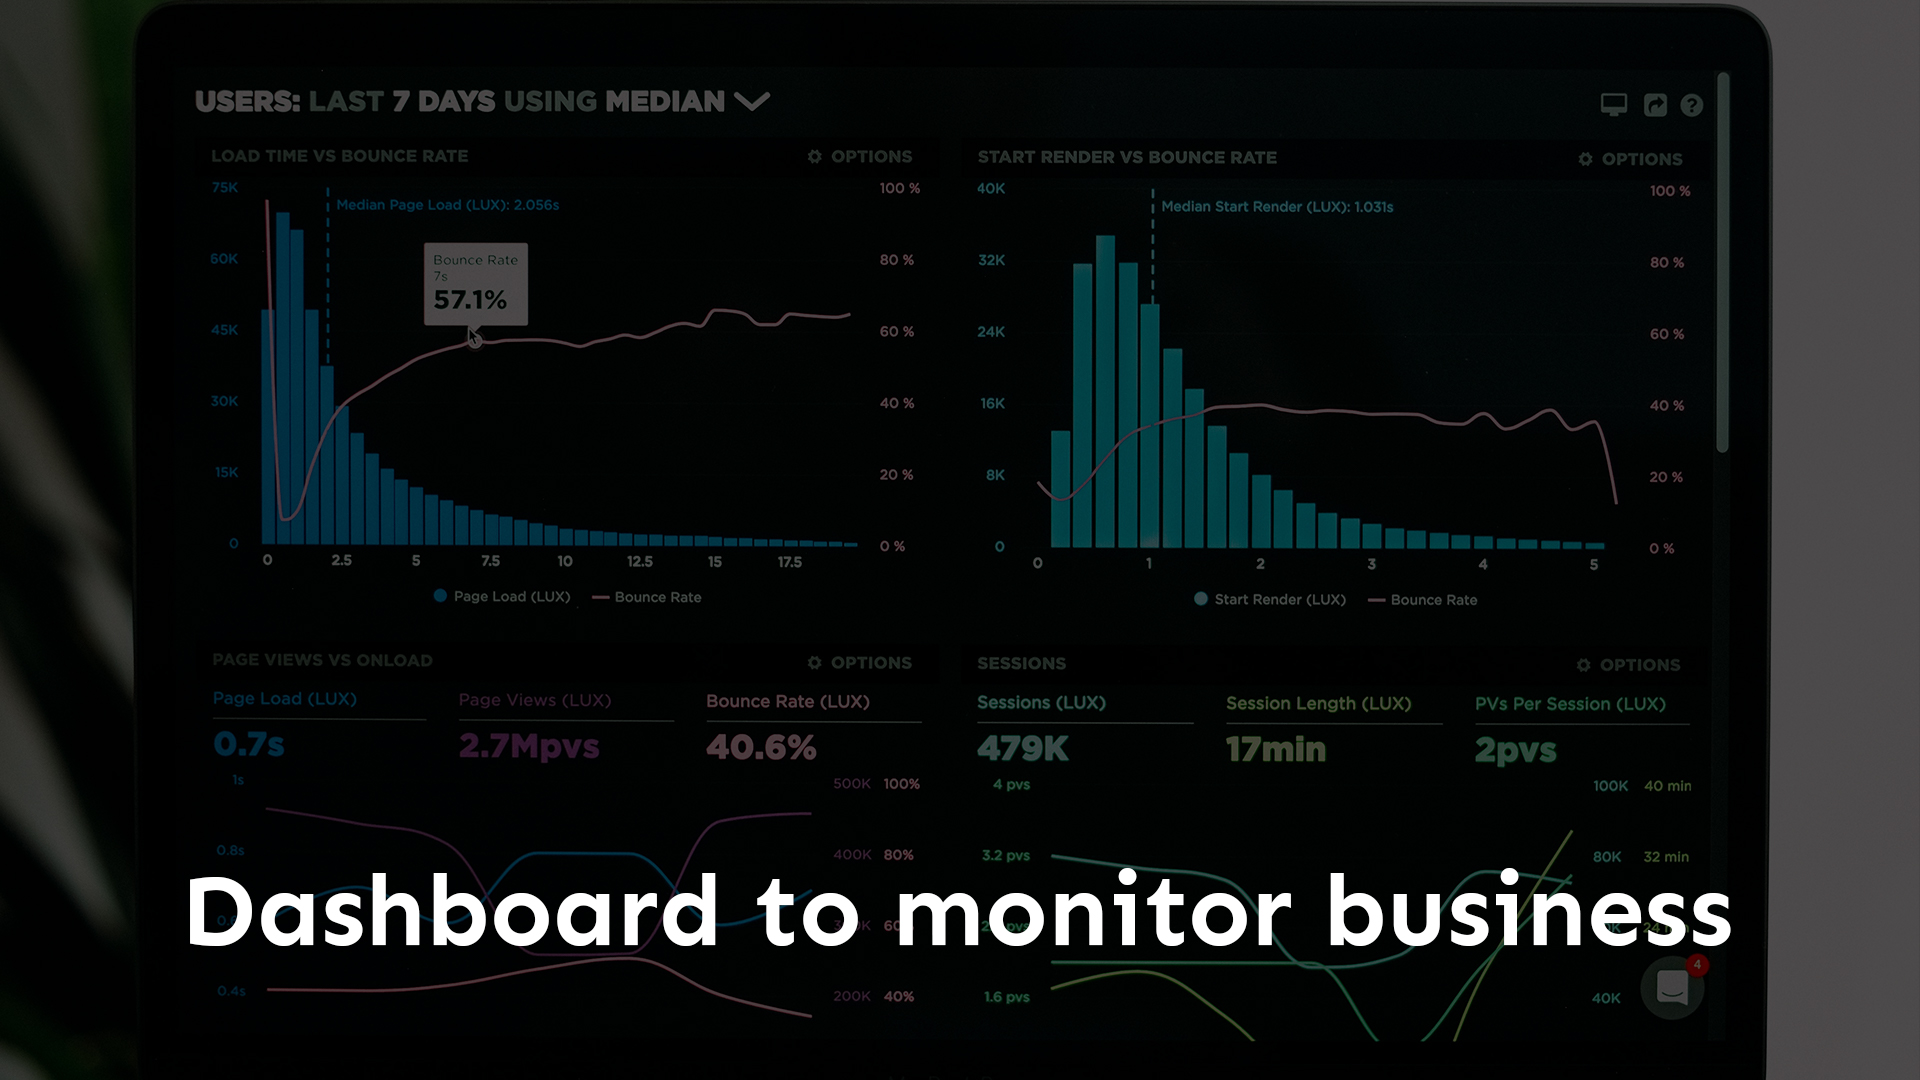 USERS: LAST 7 DAYS USING MEDIAN
LOAD TIME VS BOUNCE RATE
OPTIONS
75K
60K
45K
30K
15K
0
Median Page Load (LUX): 2.056s
Bounce Rate
7s
57.1%
100 %
80 %
60 %
40 %
20 %
0 %
0 2.5 5 7.5 10 12.5 15 17.5
Page Load (LUX) Bounce Rate
START RENDER VS BOUNCE RATE
OPTIONS
40K
32K
24K
16K
8K
0
Median Start Render (LUX): 1.031s
100 %
80 %
60 %
40 %
20 %
0 %
0 1 2 3 4 5
Start Render (LUX) Bounce Rate
PAGE VIEWS VS ONLOAD
OPTIONS
Page Load (LUX) Page Views (LUX) Bounce Rate (LUX)
0.7s 2.7Mpvs 40.6%
1s
0.8s
0.4s
500K 100%
400K 80%
200K 40%
SESSIONS
OPTIONS
Sessions (LUX) Session Length (LUX) PVs Per Session (LUX)
479K 17min 2pvs
4 pvs
3.2 pvs
1.6 pvs
100K 40 min
80K 32 min
40K
4
Dashboard to monitor business